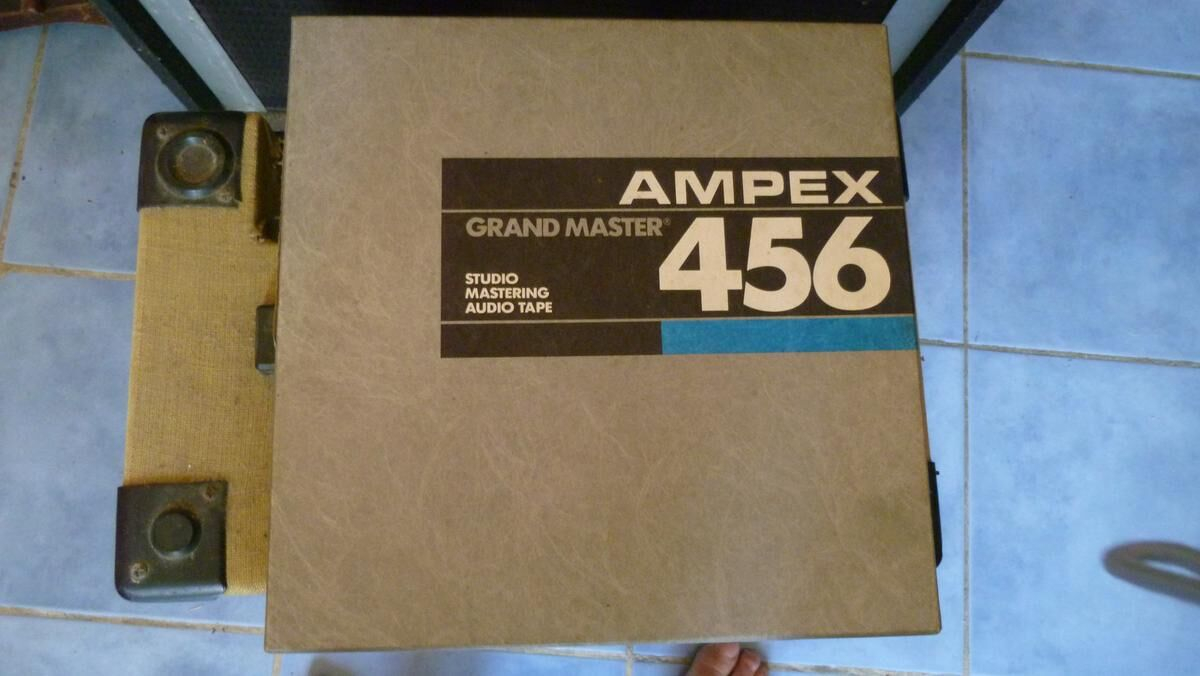 AMPEX
GRAND MASTER® 456
STUDIO
MASTERING
AUDIO TAPE